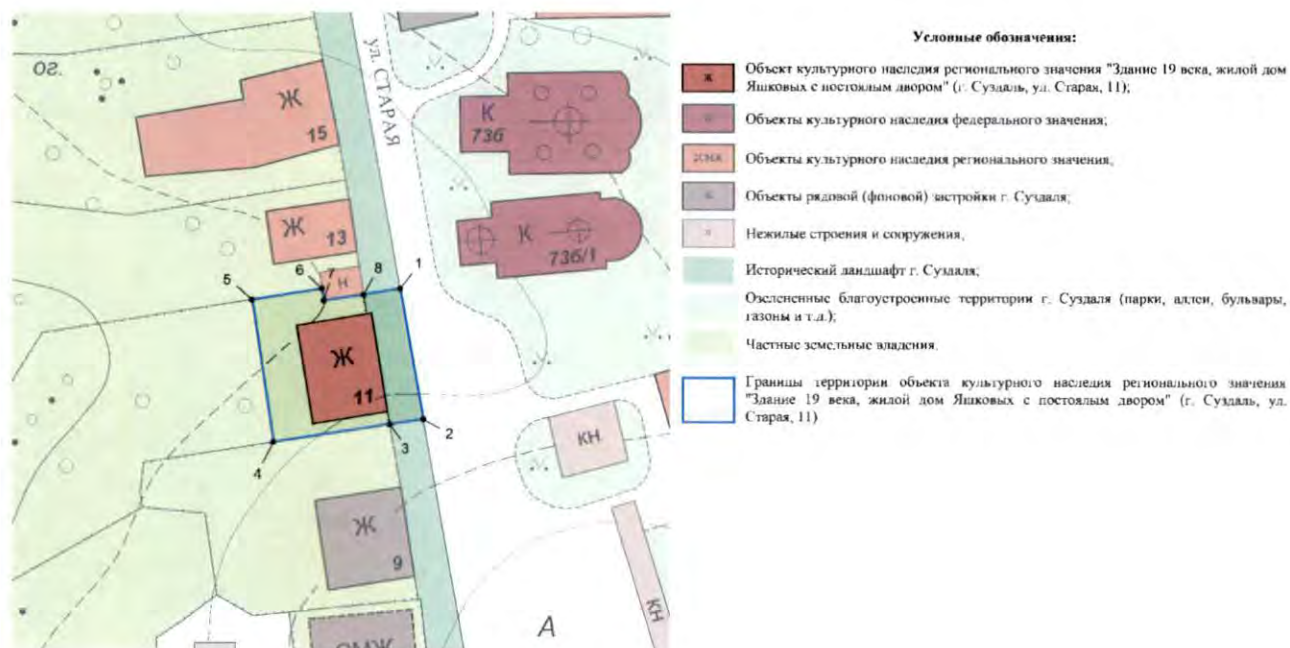 ул. СТАРАЯ
ОГ.
Ж
15
К
73б
Ж
13
К
73б/1
Н
5
6
7
8
1
Ж
11
2
3
4
КН
Ж
9
КН
А
Условные обозначения:
Ж
Объект культурного наследия регионального значения "Здание 19 века, жилой дом
Яшковых с постоялым двором" (г. Суздаль, ул. Старая, 11);
Объекты культурного наследия федерального значения;
Объекты культурного наследия регионального значения;
Объекты рядовой (фоновой) застройки г. Суздаля;
Нежилые строения и сооружения;
Исторический ландшафт г. Суздаля;
Озелененные благоустроенные территории г. Суздаля (парки, аллеи, бульвары,
газоны и т.д.);
Частные земельные владения.
Границы территории объекта культурного наследия регионального значения
"Здание 19 века, жилой дом Яшковых с постоялым двором" (г. Суздаль, ул.
Старая, 11)